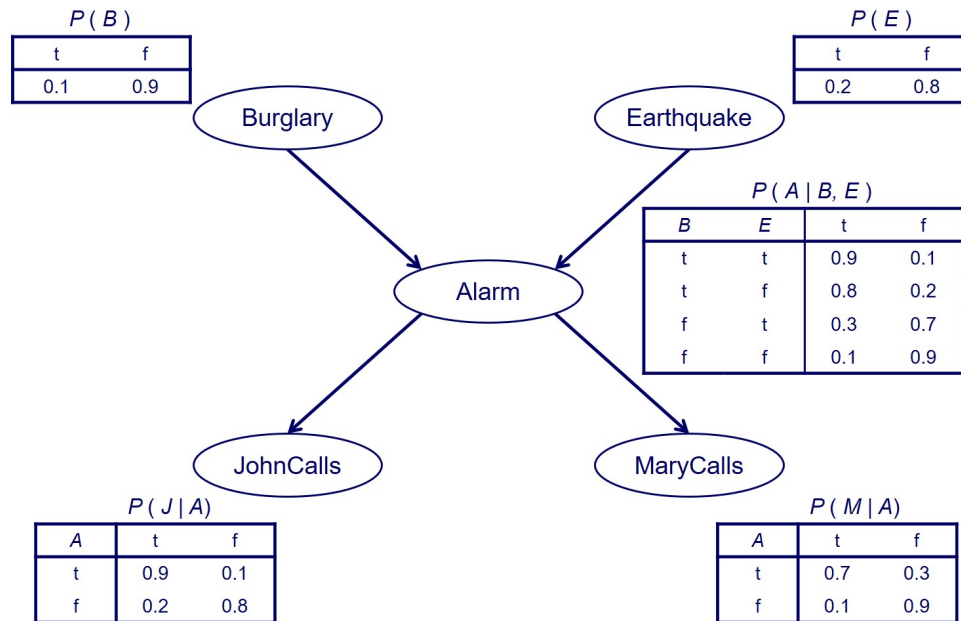 P ( B )
t f
0.1 0.9
P ( E )
t f
0.2 0.8
Burglary
Earthquake
P ( A | B, E )
B E t f
t t 0.9 0.1
t f 0.8 0.2
f t 0.3 0.7
f f 0.1 0.9
Alarm
JohnCalls
MaryCalls
P ( J | A)
A t f
t 0.9 0.1
f 0.2 0.8
P ( M | A)
A t f
t 0.7 0.3
f 0.1 0.9